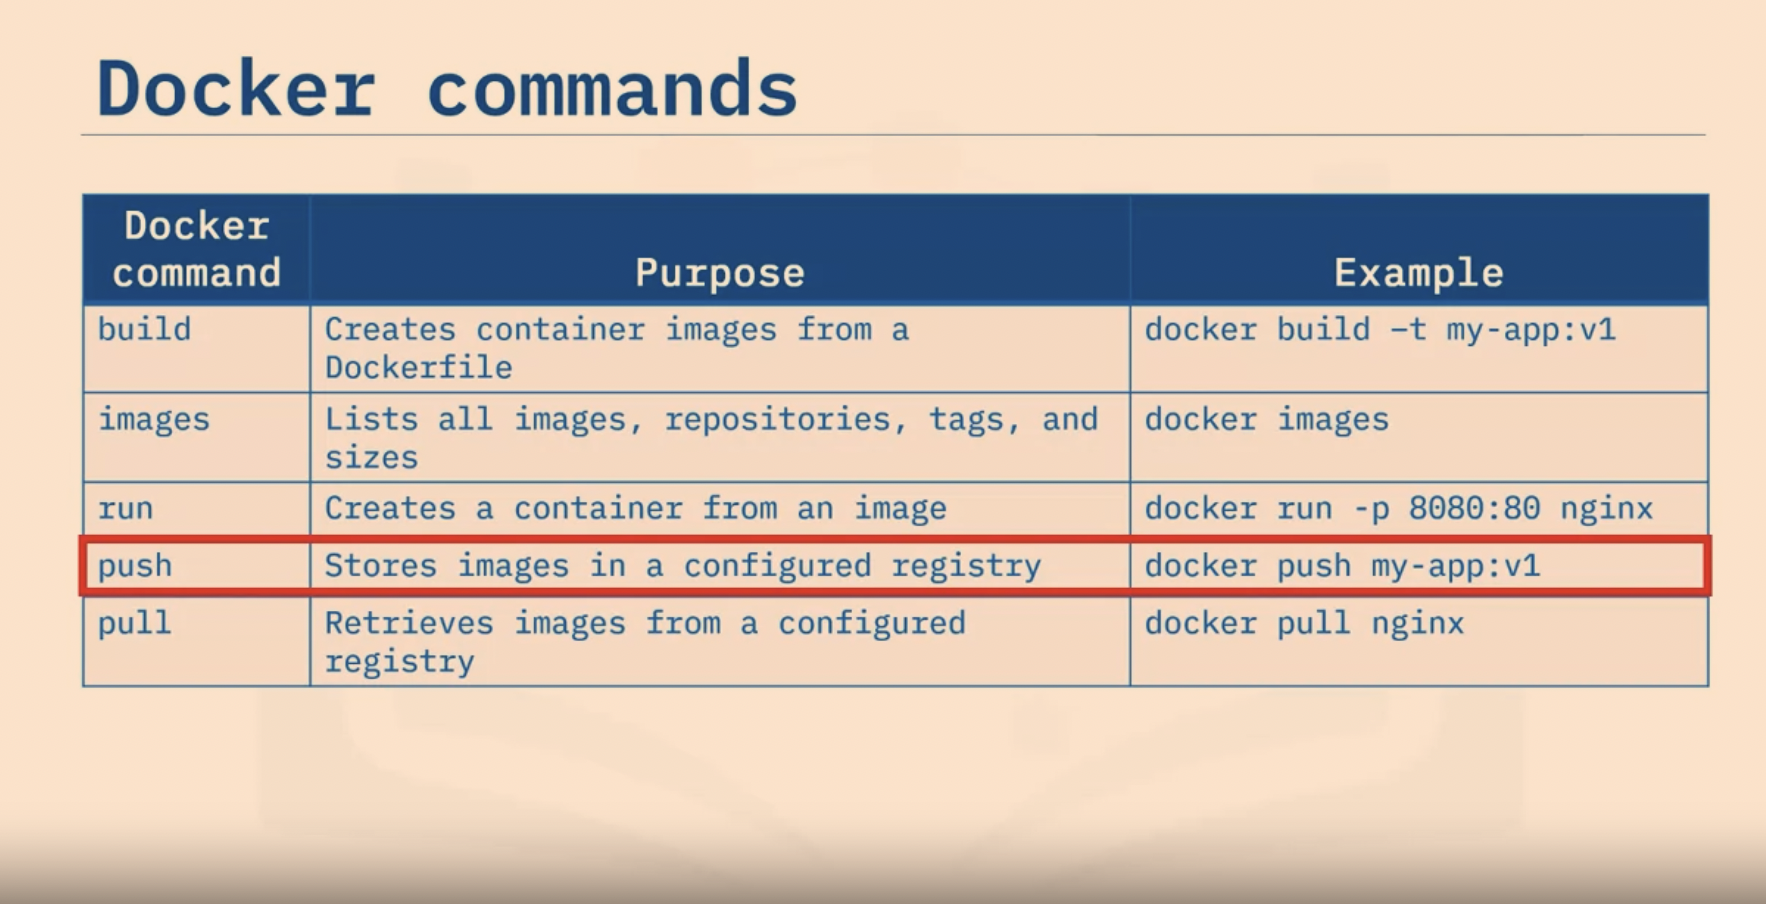 Docker commands
Docker
command
Purpose
Example
build
Creates container images from a
Dockerfile
docker build –t my-app:v1
images
Lists all images, repositories, tags, and
sizes
docker images
run
Creates a container from an image
docker run -p 8080:80 nginx
push
Stores images in a configured registry
docker push my-app:v1
pull
Retrieves images from a configured
registry
docker pull nginx